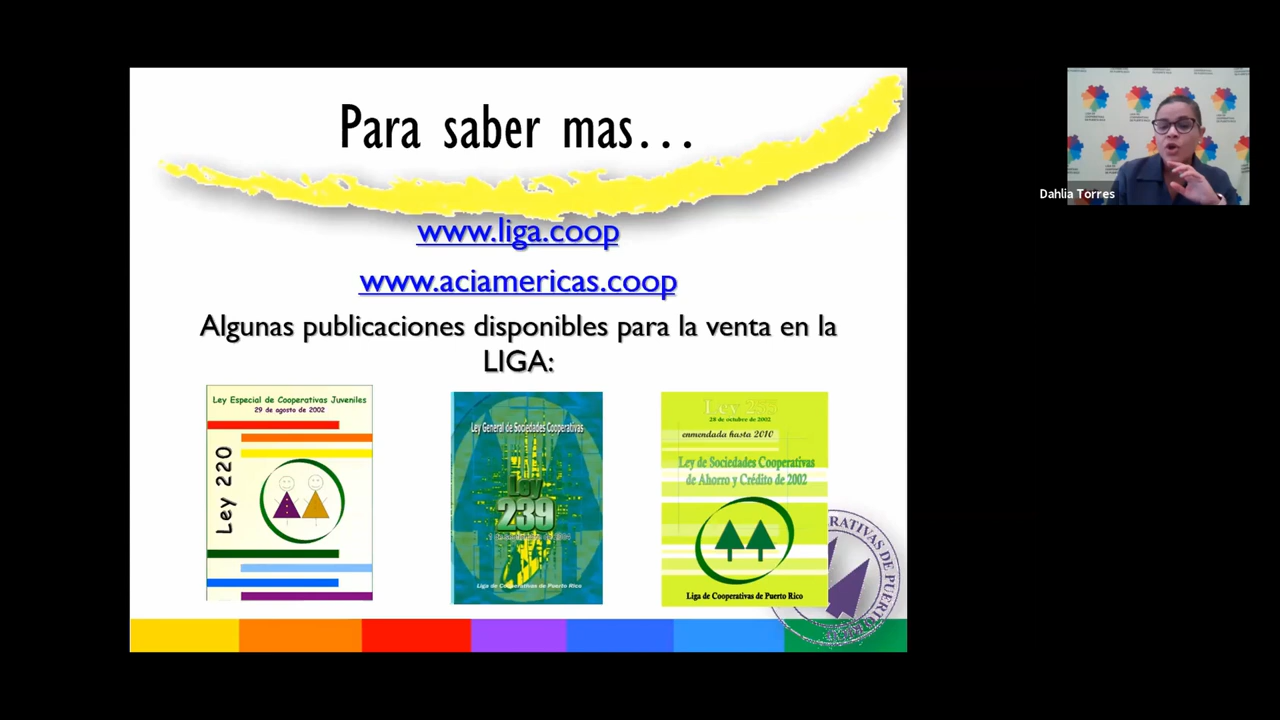 Para saber mas...
www.liga.coop
www.aciamericas.coop
Algunas publicaciones disponibles para la venta en la
LIGA:
Ley Especial de Cooperativas Juveniles
29 de agosto de 2002
Ley 220
Ley General de Sociedades Cooperativas
Ley
239
Liga de Cooperativas de Puerto Rico
Ley 255
28 de octubre de 2002
enmendada hasta 2010
Ley de Sociedades Cooperativas
de Ahorro y Crédito de 2002
Liga de Cooperativas de Puerto Rico
Dahlia Torres